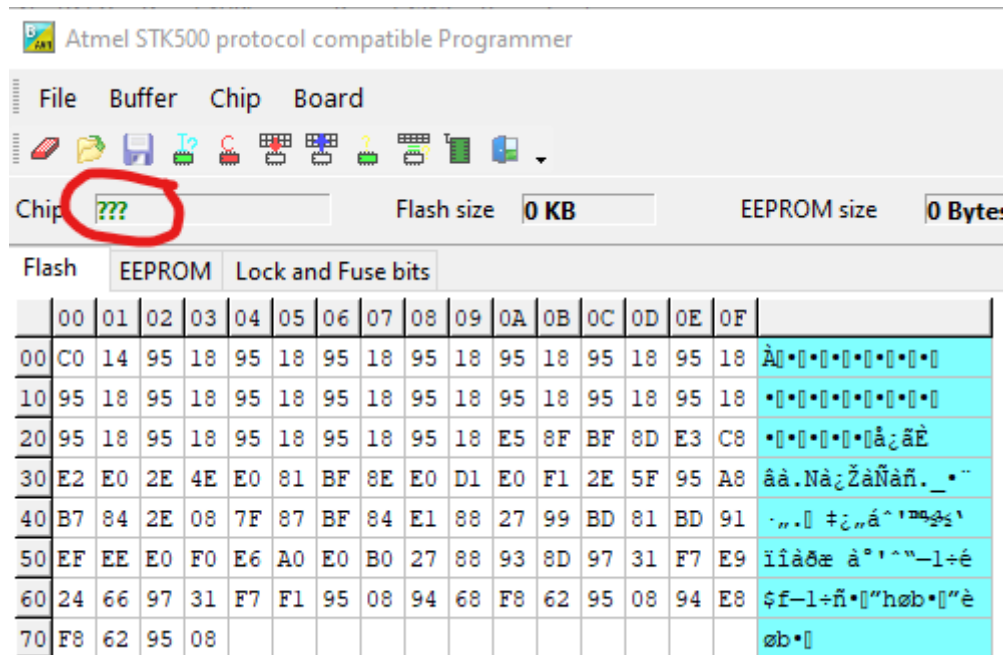 Atmel STK500 protocol compatible Programmer
File Buffer Chip Board
Chip ??? Flash size 0 KB EEPROM size 0 Bytes
Flash EEPROM Lock and Fuse bits
00 01 02 03 04 05 06 07 08 09 0A 0B 0C 0D 0E 0F
00 C0 14 95 18 95 18 95 18 95 18 95 18 95 18 95 18
10 95 18 95 18 95 18 95 18 95 18 95 18 95 18 95 18
20 95 18 95 18 95 18 95 18 95 18 E5 8F BF 8D E3 C8
30 E2 E0 2E 4E E0 81 BF 8E E0 D1 E0 F1 2E 5F 95 A8
40 B7 84 2E 08 7F 87 BF 84 E1 88 27 99 BD 81 BD 91
50 EF EE E0 F0 E6 A0 E0 B0 27 88 93 8D 97 31 F7 E9
60 24 66 97 31 F7 F1 95 08 94 68 F8 62 95 08 94 E8
70 F8 62 95 08